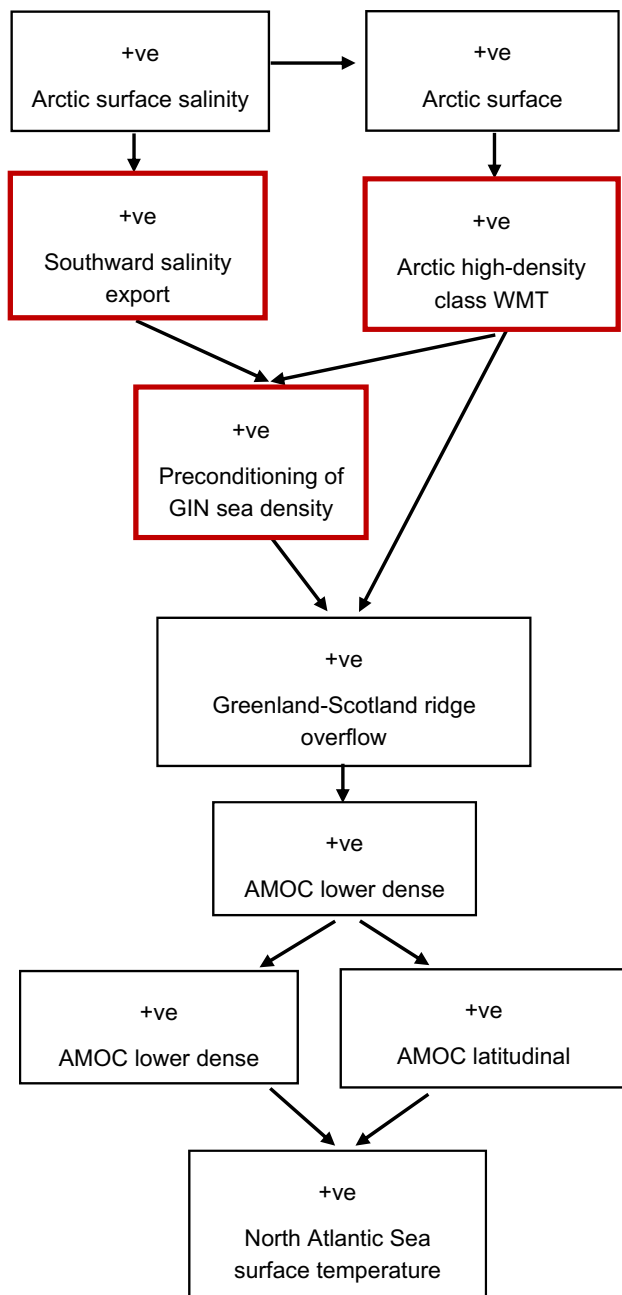 +ve
Arctic surface salinity
+ve
Arctic surface
+ve
Southward salinity
export
+ve
Arctic high-density
class WMT
+ve
Preconditioning of
GIN sea density
+ve
Greenland-Scotland ridge
overflow
+ve
AMOC lower dense
+ve
AMOC lower dense
+ve
AMOC latitudinal
+ve
North Atlantic Sea
surface temperature